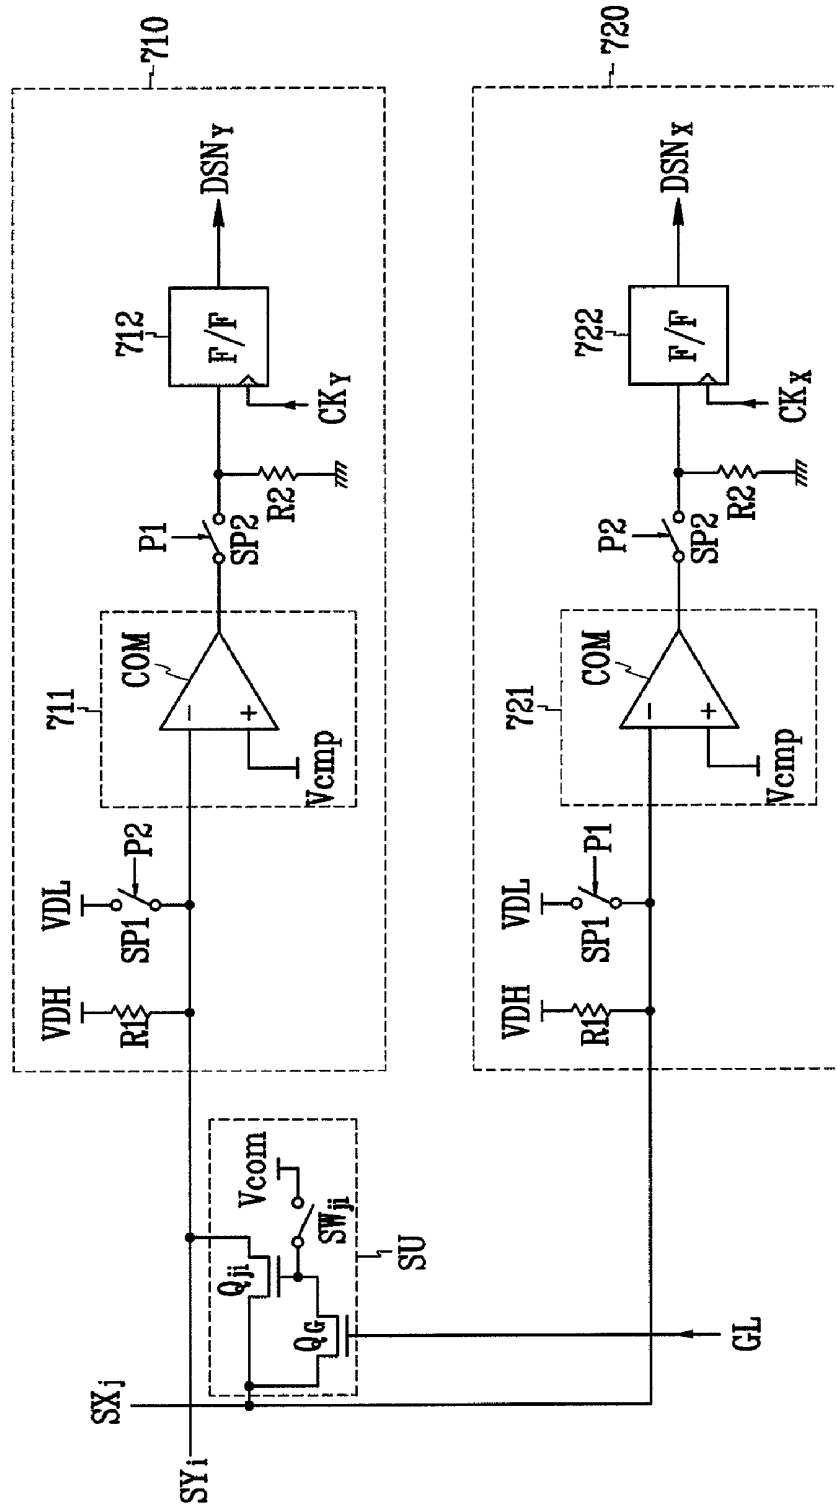 710
DSNY
712
F/F
CKY
P1
SP2
R2
711
COM
−
+
Vcmp
VDL
SP1
P2
VDH
R1
720
DSNX
722
F/F
CKX
P2
SP2
R2
721
COM
−
+
Vcmp
VDL
SP1
P1
VDH
R1
Vcom
SWji
Qji
QG
SU
GL
SXj
SYi